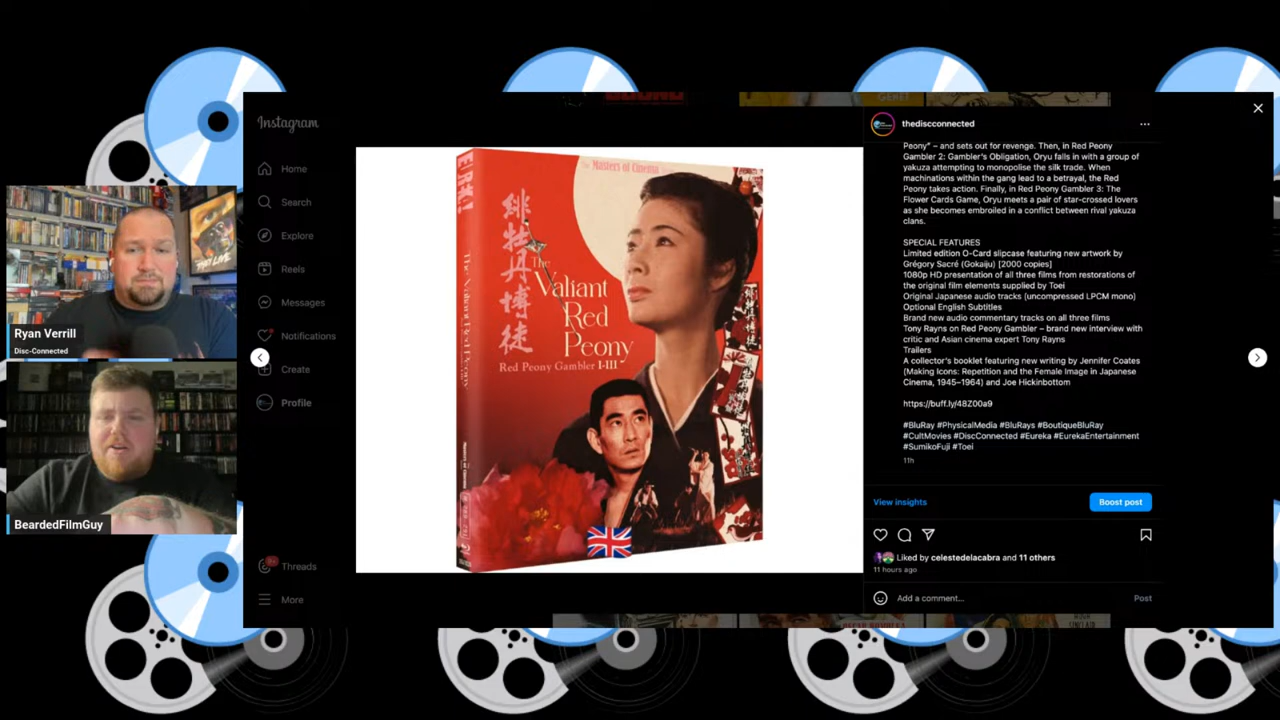 Instagram
Home
Search
Explore
Reels
Messages
Notifications
Create
Profile
Threads
More
THEY LIVE
Ryan Verrill
Disc-Connected
BeardedFilmGuy
EUREKA!
The Masters of Cinema
緋牡丹博徒
The
Valiant
Red
Peony
Red Peony Gambler I-III
The Valiant Red Peony
thediscconnected
Peony” – and sets out for revenge. Then, in Red Peony
Gambler 2: Gambler's Obligation, Oryu falls in with a group of
yakuza attempting to monopolise the silk trade. When
machinations within the gang lead to a betrayal, the Red
Peony takes action. Finally, in Red Peony Gambler 3: The
Flower Cards Game, Oryu meets a pair of star-crossed lovers
as she becomes embroiled in a conflict between rival yakuza
clans.
SPECIAL FEATURES
Limited edition O-Card slipcase featuring new artwork by
Grégory Sacré (Gokaiju) [2000 copies]
1080p HD presentation of all three films from restorations of
the original film elements supplied by Toei
Original Japanese audio tracks (uncompressed LPCM mono)
Optional English Subtitles
Brand new audio commentary tracks on all three films
Tony Rayns on Red Peony Gambler – brand new interview with
critic and Asian cinema expert Tony Rayns
Trailers
A collector's booklet featuring new writing by Jennifer Coates
(Making Icons: Repetition and the Female Image in Japanese
Cinema, 1945–1964) and Joe Hickinbottom
https://buff.ly/48Z00a9
#BluRay #PhysicalMedia #BluRays #BoutiqueBluRay
#CultMovies #DiscConnected #Eureka #EurekaEntertainment
#SumikoFuji #Toei
11h
View insights
Boost post
Liked by celestedelacabra and 11 others
11 hours ago
Add a comment...
Post